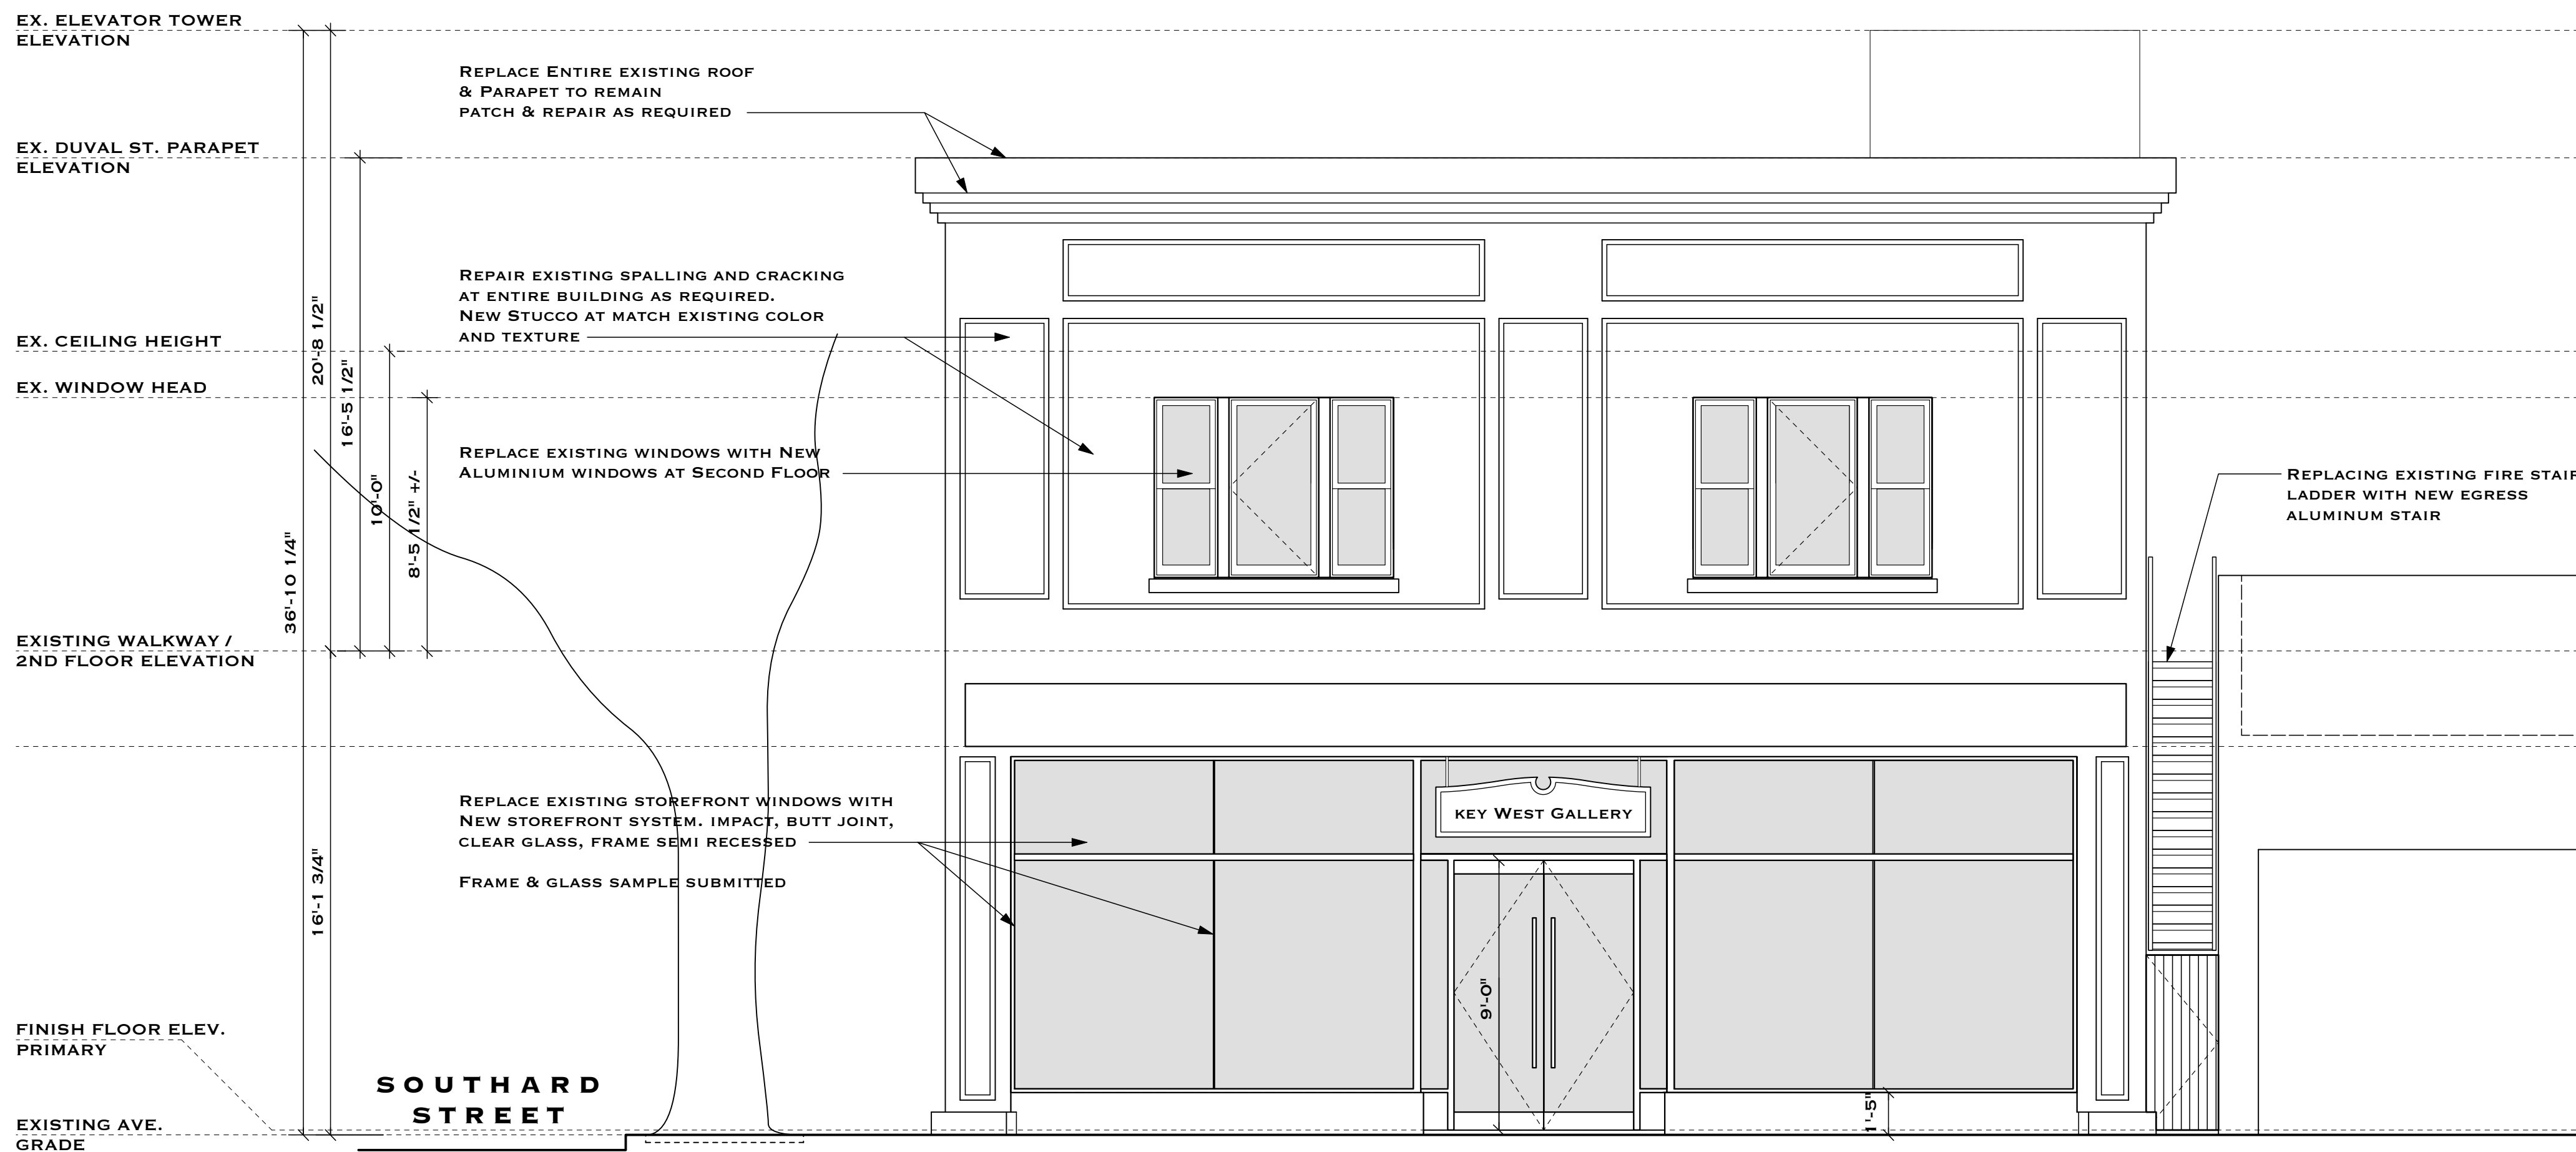 EX. ELEVATOR TOWER
ELEVATION
REPLACE ENTIRE EXISTING ROOF
& PARAPET TO REMAIN
PATCH & REPAIR AS REQUIRED
EX. DUVAL ST. PARAPET
ELEVATION
REPAIR EXISTING SPALLING AND CRACKING
AT ENTIRE BUILDING AS REQUIRED.
NEW STUCCO AT MATCH EXISTING COLOR
AND TEXTURE
EX. CEILING HEIGHT
EX. WINDOW HEAD
20'-8 1/2"
16'-5 1/2"
10'-0"
8'-5 1/2" +/-
36'-10 1/4"
REPLACE EXISTING WINDOWS WITH NEW
ALUMINIUM WINDOWS AT SECOND FLOOR
REPLACING EXISTING FIRE STAIR
LADDER WITH NEW EGRESS
ALUMINUM STAIR
EXISTING WALKWAY /
2ND FLOOR ELEVATION
REPLACE EXISTING STOREFRONT WINDOWS WITH
NEW STOREFRONT SYSTEM. IMPACT, BUTT JOINT,
CLEAR GLASS, FRAME SEMI RECESSED
FRAME & GLASS SAMPLE SUBMITTED
KEY WEST GALLERY
16'-1 3/4"
9'-0"
1'-5"
FINISH FLOOR ELEV.
PRIMARY
SOUTHARD
STREET
EXISTING AVE.
GRADE